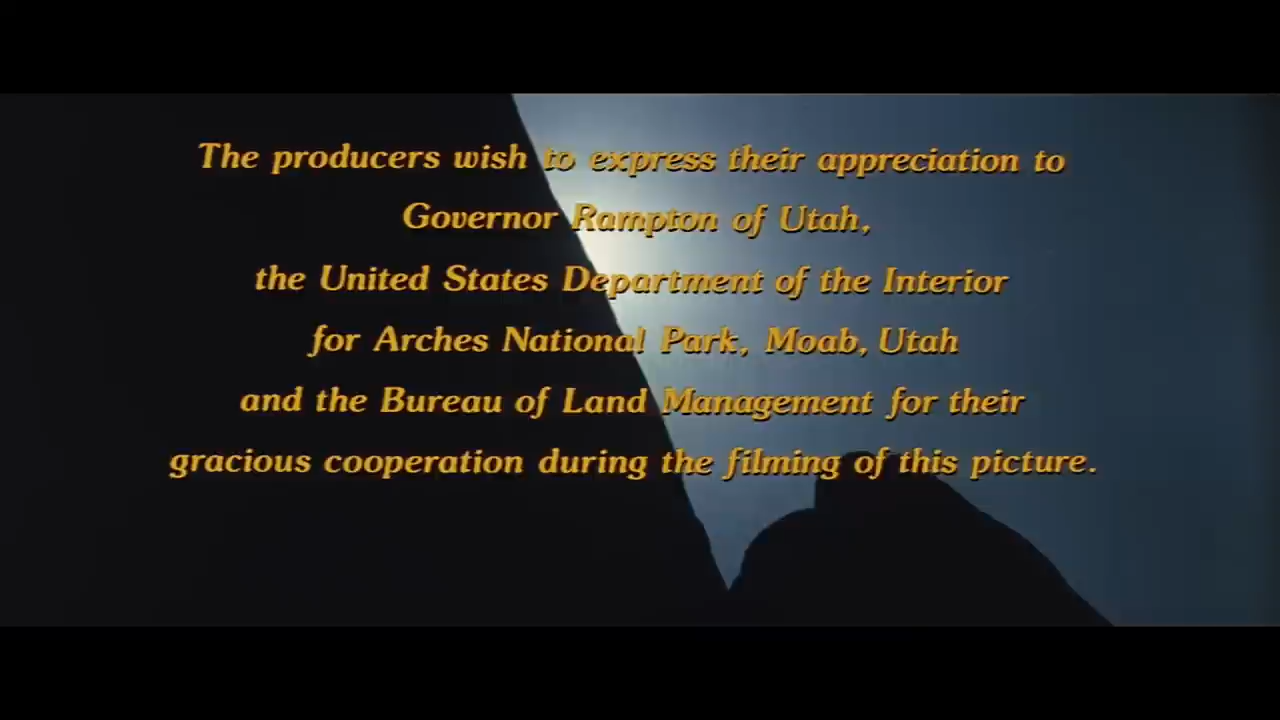 The producers wish to express their appreciation to
Governor Rampton of Utah,
the United States Department of the Interior
for Arches National Park, Moab, Utah
and the Bureau of Land Management for their
gracious cooperation during the filming of this picture.